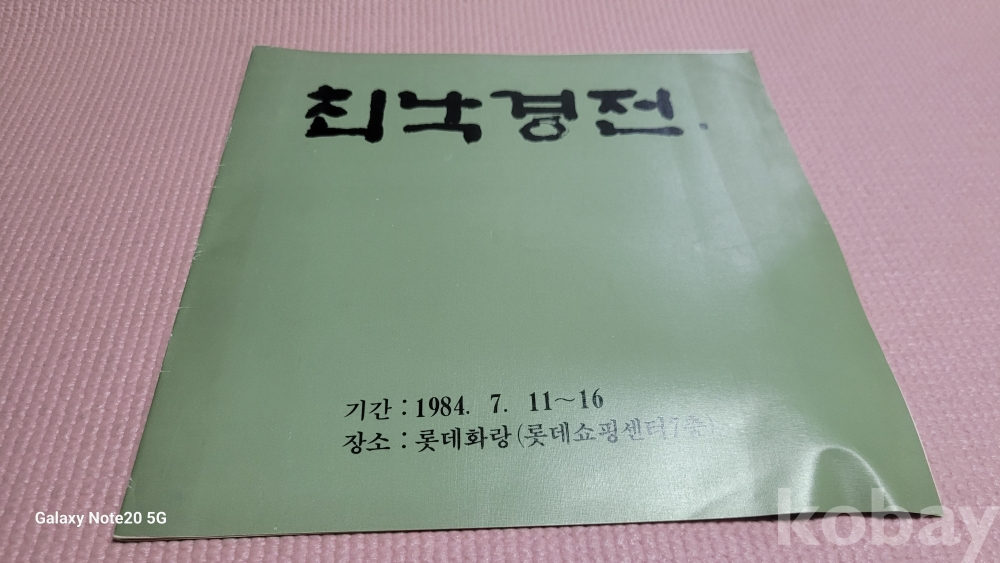 최낙경전.
기간 : 1984. 7. 11~16
장소 : 롯데화랑(롯데쇼핑센터7층)
Galaxy Note20 5G
kobay